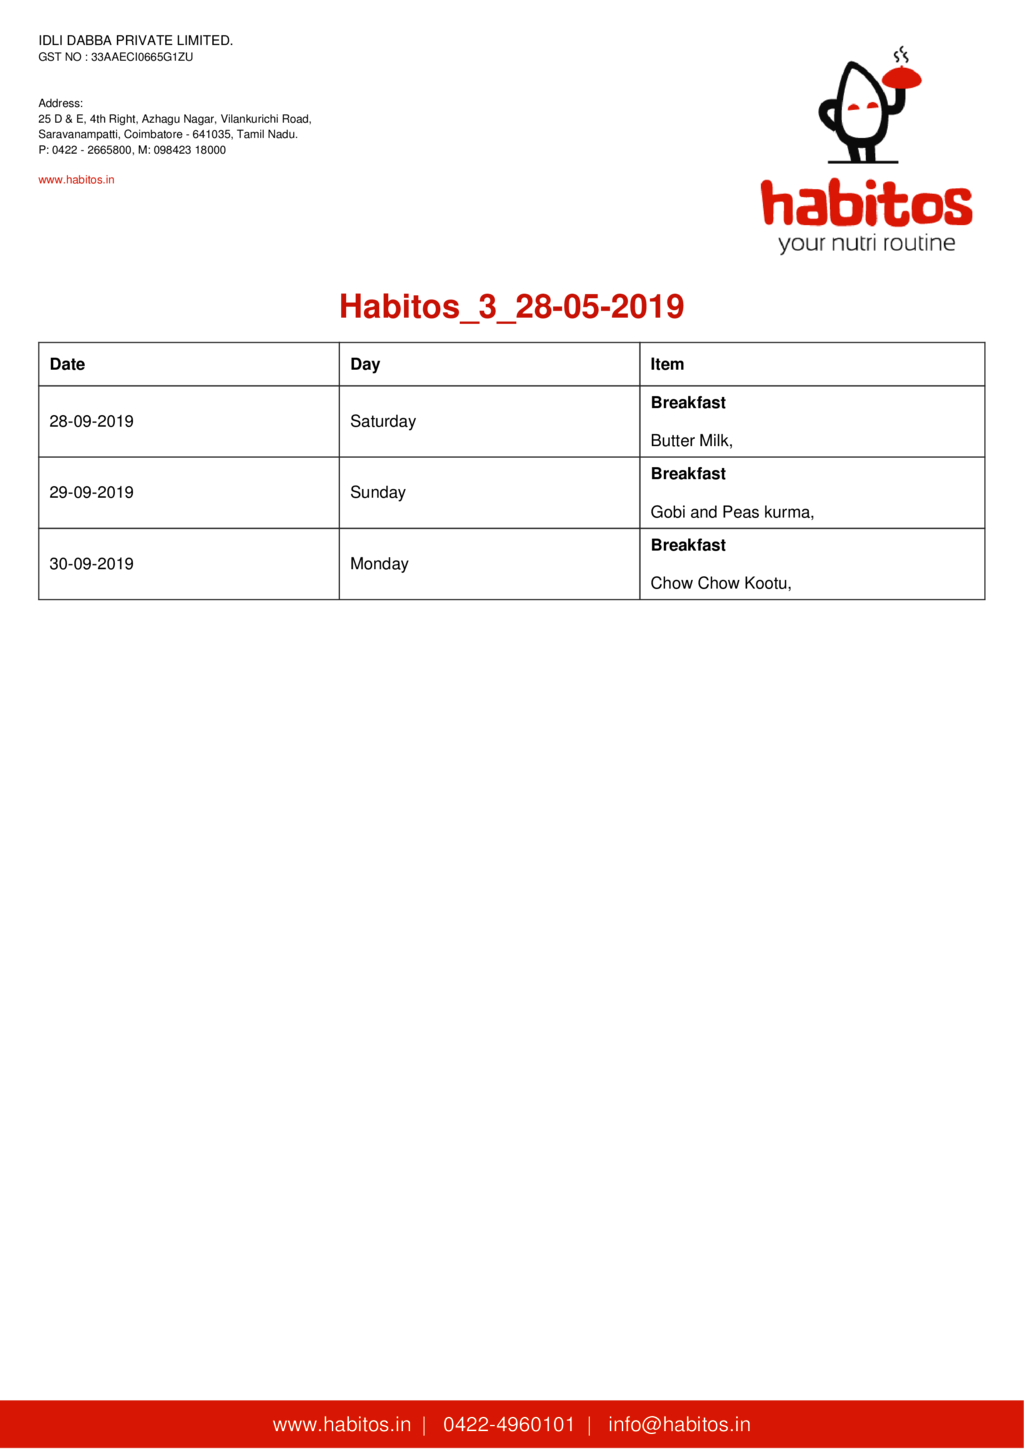 IDLI DABBA PRIVATE LIMITED.
GST NO : 33AAECI0665G1ZU
Address:
25 D & E, 4th Right, Azhagu Nagar, Vilankurichi Road,
Saravanampatti, Coimbatore - 641035, Tamil Nadu.
P: 0422 - 2665800, M: 098423 18000
www.habitos.in
habitos
your nutri routine
Habitos_3_28-05-2019
Date Day Item
28-09-2019 Saturday Breakfast
Butter Milk,
29-09-2019 Sunday Breakfast
Gobi and Peas kurma,
30-09-2019 Monday Breakfast
Chow Chow Kootu,
www.habitos.in | 0422-4960101 | info@habitos.in